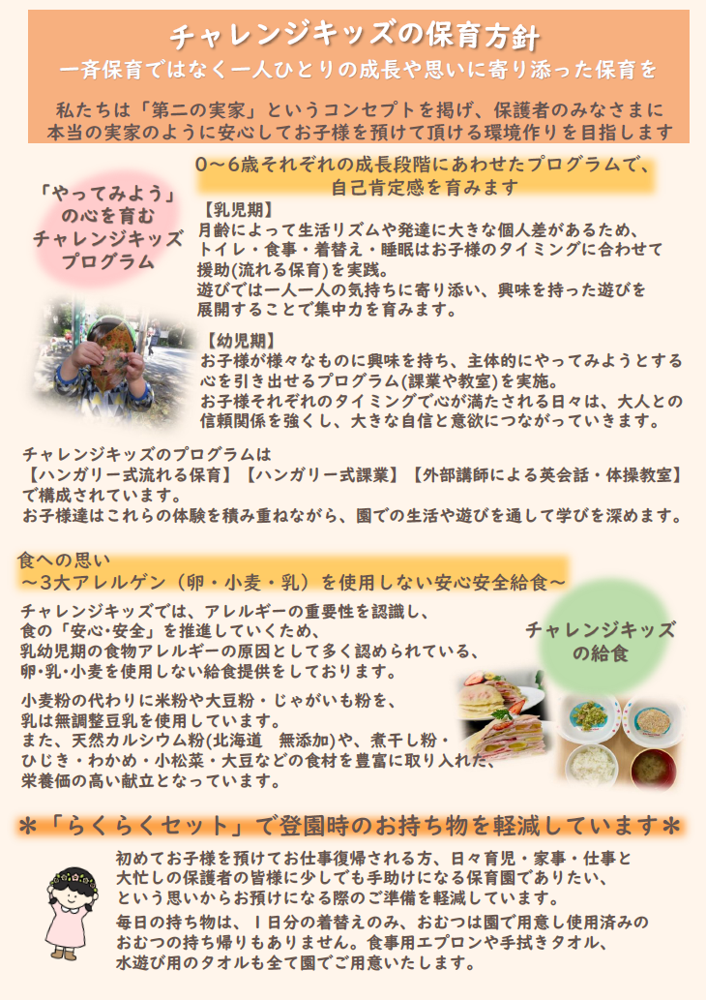 チャレンジキッズの保育方針
一斉保育ではなく一人ひとりの成長や思いに寄り添った保育を
私たちは「第二の実家」というコンセプトを掲げ、保護者のみなさまに
本当の実家のように安心してお子様を預けて頂ける環境作りを目指します
0～6歳それぞれの成長段階にあわせたプログラムで、
自己肯定感を育みます
「やってみよう」
の心を育む
チャレンジキッズ
プログラム
【乳児期】
月齢によって生活リズムや発達に大きな個人差があるため、
トイレ・食事・着替え・睡眠はお子様のタイミングに合わせて
援助(流れる保育)を実践。
遊びでは一人一人の気持ちに寄り添い、興味を持った遊びを
展開することで集中力を育みます。
【幼児期】
お子様が様々なものに興味を持ち、主体的にやってみようとする
心を引き出せるプログラム(課業や教室)を実施。
お子様それぞれのタイミングで心が満たされる日々は、大人との
信頼関係を強くし、大きな自信と意欲につながっていきます。
チャレンジキッズのプログラムは
【ハンガリー式流れる保育】【ハンガリー式課業】【外部講師による英会話・体操教室】
で構成されています。
お子様達はこれらの体験を積み重ねながら、園での生活や遊びを通して学びを深めます。
食への思い
～3大アレルゲン（卵・小麦・乳）を使用しない安心安全給食～
チャレンジキッズでは、アレルギーの重要性を認識し、
食の「安心･安全」を推進していくため、
乳幼児期の食物アレルギーの原因として多く認められている、
卵･乳･小麦を使用しない給食提供をしております。
チャレンジキッズ
の給食
小麦粉の代わりに米粉や大豆粉・じゃがいも粉を、
乳は無調整豆乳を使用しています。
また、天然カルシウム粉(北海道　無添加)や、煮干し粉・
ひじき・わかめ・小松菜・大豆などの食材を豊富に取り入れた、
栄養価の高い献立となっています。
＊「らくらくセット」で登園時のお持ち物を軽減しています＊
初めてお子様を預けてお仕事復帰される方、日々育児・家事・仕事と
大忙しの保護者の皆様に少しでも手助けになる保育園でありたい、
という思いからお預けになる際のご準備を軽減しています。
毎日の持ち物は、１日分の着替えのみ、おむつは園で用意し使用済みの
おむつの持ち帰りもありません。食事用エプロンや手拭きタオル、
水遊び用のタオルも全て園でご用意いたします。